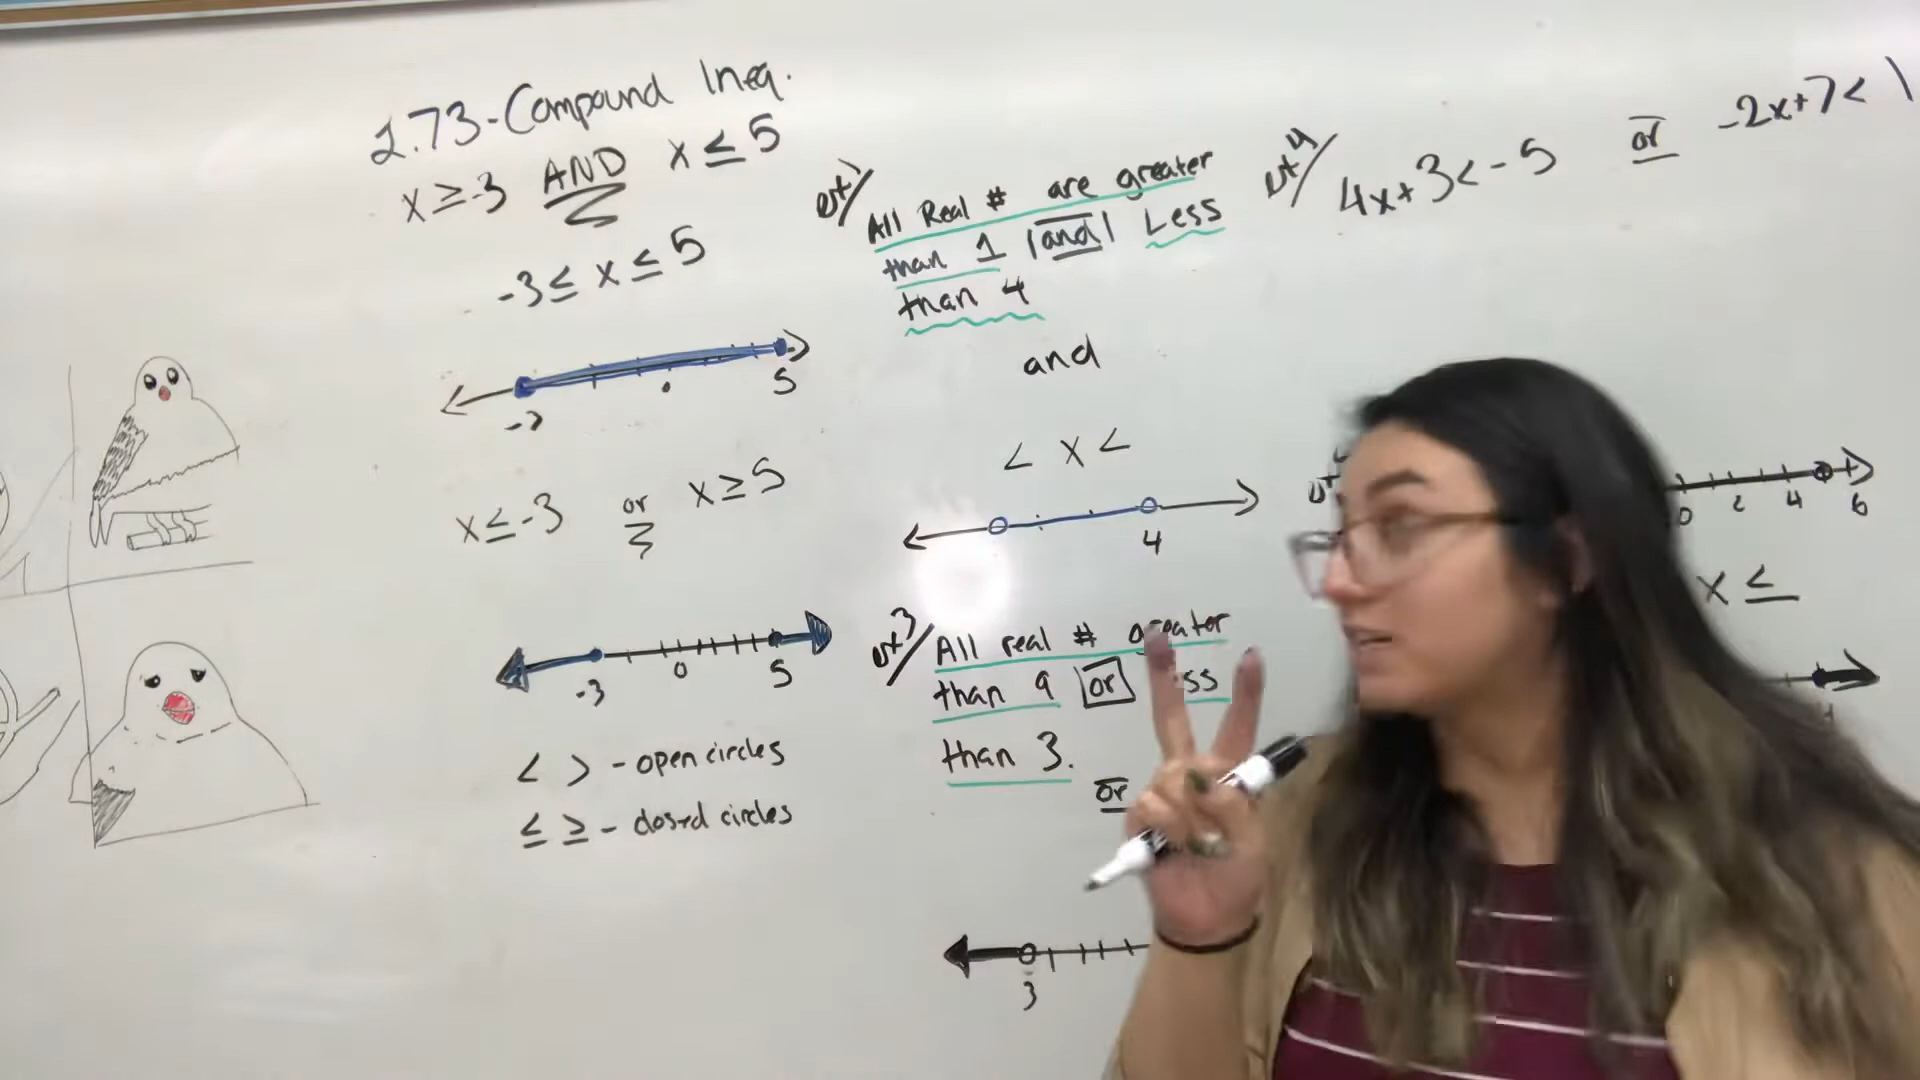 2.73-Compound Ineq.
x ≥ -3 AND x ≤ 5
-3 ≤ x ≤ 5
-3 5
x ≤ -3 or x ≥ 5
-3 0 5
< > - open circles
≤ ≥ - closed circles
All Real # are greater
than 1 and Less
than 4
and
< x <
4
ex3/ All real # greater
than 9 or
than 3.
or
3
ex4/ 4x+3<-5 or -2x+7<1
0 2 4 6
x ≤